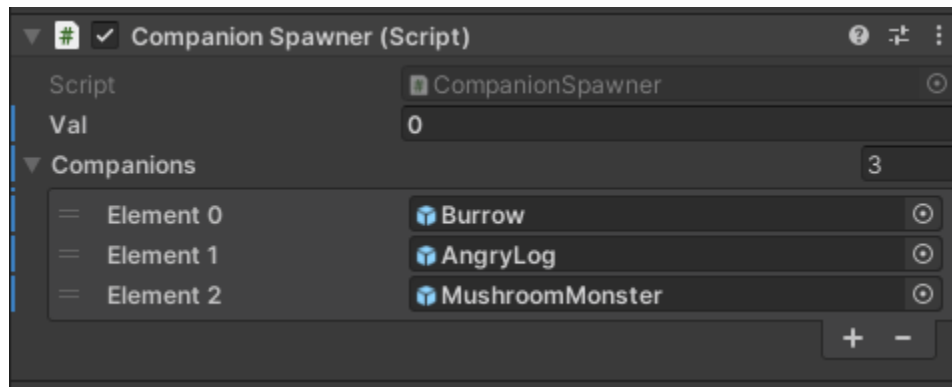 Companion Spawner (Script)
Script CompanionSpawner
Val 0
Companions 3
Element 0 Burrow
Element 1 AngryLog
Element 2 MushroomMonster